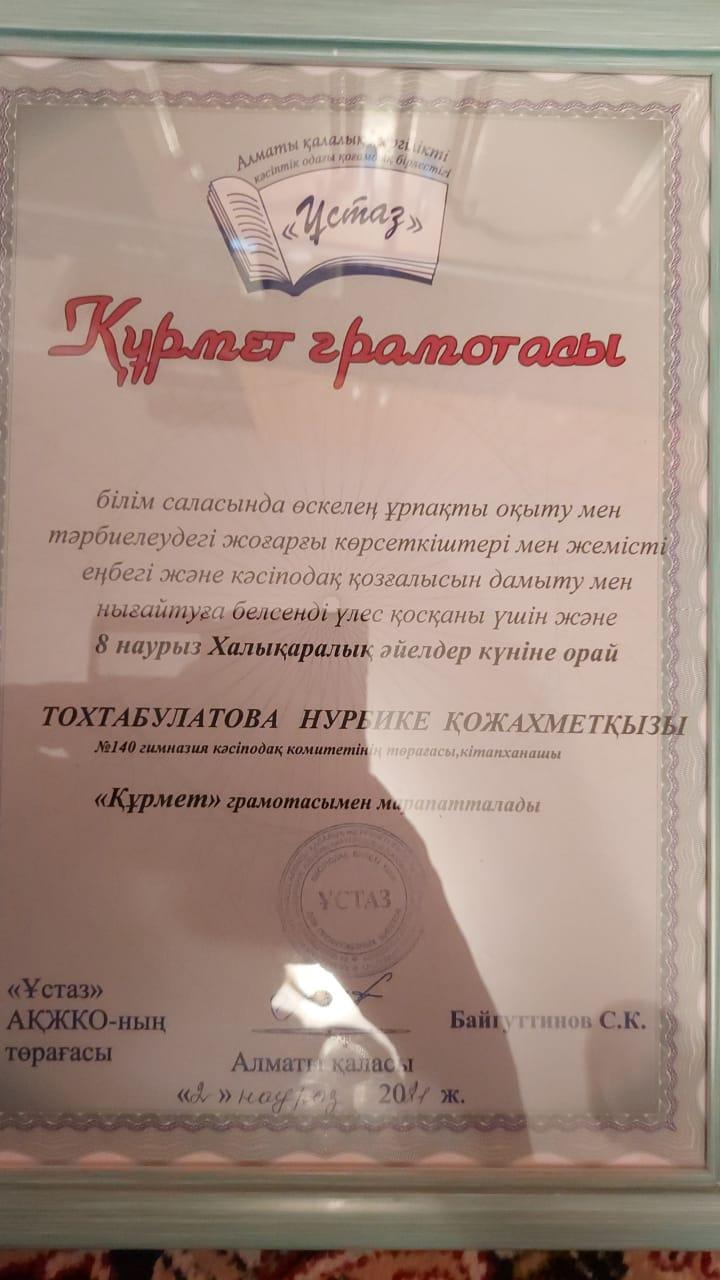 Алматы қалалық жергілікті
кәсіптік одағы қоғамдық бірлестігі
«Ұстаз»
Құрмет грамотасы
білім саласында өскелең ұрпақты оқыту мен
тәрбиелеудегі жоғарғы көрсеткіштері мен жемісті
еңбегі және кәсіподақ қозғалысын дамыту мен
нығайтуға белсенді үлес қосқаны үшін және
8 наурыз Халықаралық әйелдер күніне орай
ТОХТАБУЛАТОВА НУРБИКЕ ҚОЖАХМЕТҚЫЗЫ
№140 гимназия кәсіподақ комитетінің төрағасы,кітапханашы
«Құрмет» грамотасымен марапатталады
ҰСТАЗ
«Ұстаз»
АҚЖКО-ның
төрағасы
Байгуттинов С.К.
Алматы қаласы
«2» наурыз 2021 ж.